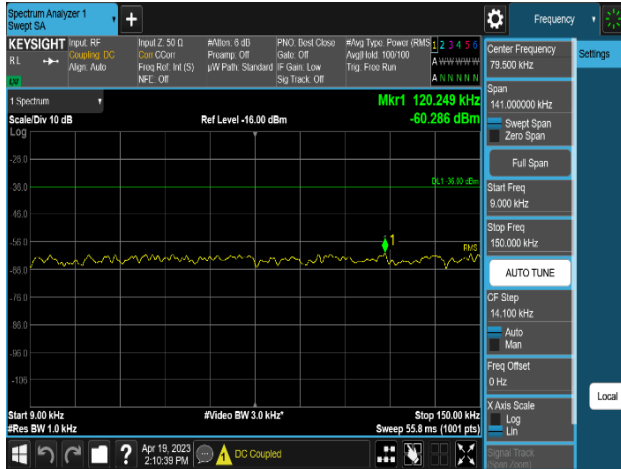 Spectrum Analyzer 1
Swept SA
Frequency
KEYSIGHT Input: RF Input Z: 50 Ω #Atten: 6 dB PNO: Best Close #Avg Type: Power (RMS 1 2 3 4 5 6
RL Coupling: DC Corr CCorr Preamp: Off Gate: Off Avg|Hold: 100/100 A W W W W W
Align: Auto Freq Ref: Int (S) µW Path: Standard IF Gain: Low Trig: Free Run
NFE: Off Sig Track: Off A N N N N N
Center Frequency
79.500 kHz
Settings
Span
141.000000 kHz
Swept Span
Zero Span
Full Span
Start Freq
9.000 kHz
Stop Freq
150.000 kHz
AUTO TUNE
CF Step
14.100 kHz
Auto
Man
Freq Offset
0 Hz
X Axis Scale
Log
Lin
Signal Track
(Span Zoom)
Local
1 Spectrum
Mkr1 120.249 kHz
Scale/Div 10 dB Ref Level -16.00 dBm -60.286 dBm
Log
-26.0
DL1 -36.00 dBm
-36.0
-46.0
-56.0
1
RMS
-66.0
-76.0
-86.0
-96.0
-106
Start 9.00 kHz #Video BW 3.0 kHz* Stop 150.00 kHz
#Res BW 1.0 kHz Sweep 55.8 ms (1001 pts)
?
Apr 19, 2023
2:10:39 PM
DC Coupled